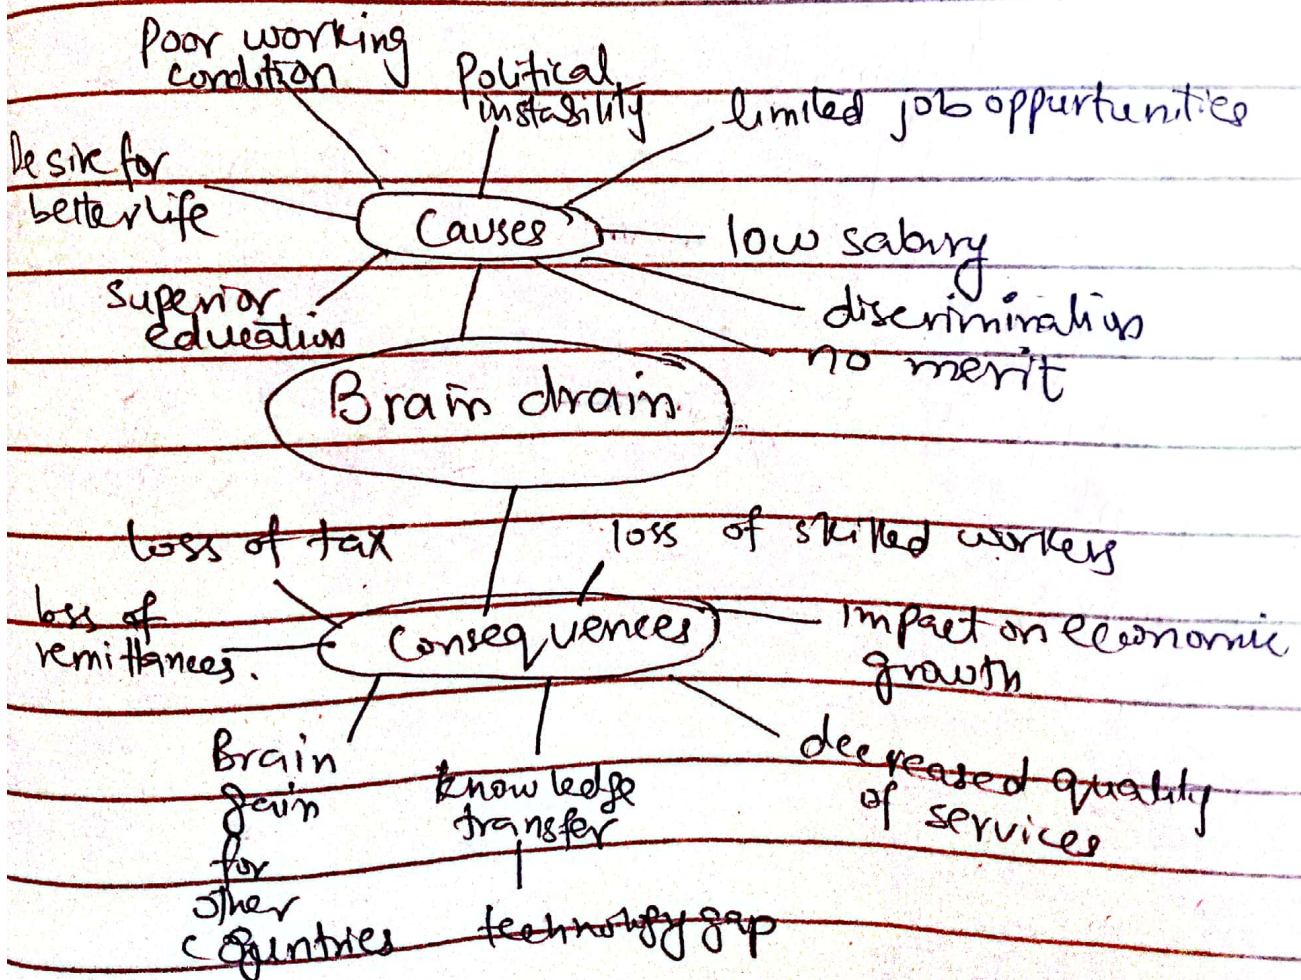 Poor working
condition
Political
instability
limited job oppurtunities
Desire for
better life
Causes
low salary
Superior
education
discrimination
no merit
Brain drain
loss of tax
loss of skilled workers
loss of
remittances.
Consequences
impact on economic
growth
Brain
gain
for
other
countries
knowledge
transfer
technology gap
decreased quality
of services